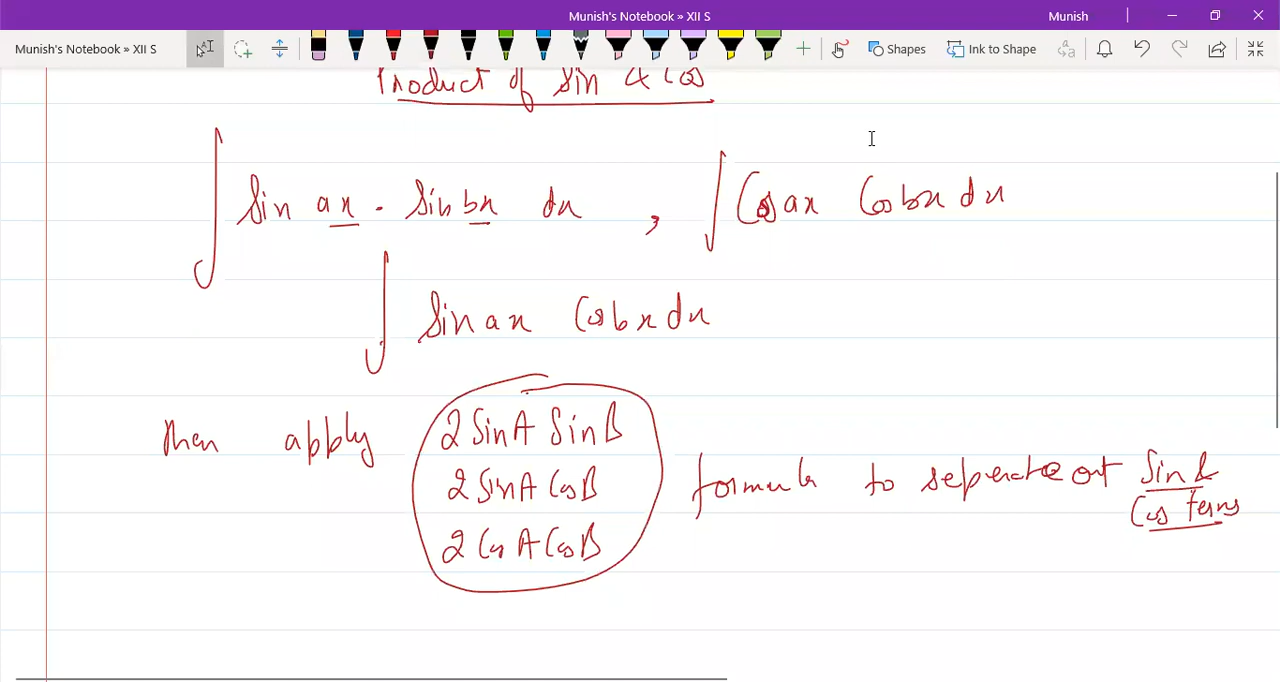 Munish's Notebook » XII S
Munish
Munish's Notebook » XII S
Shapes
Ink to Shape
Product of Sin & Cos
∫ Sin ax . Sin bx dx , ∫ Cos ax Cos bx dx
∫ Sin ax Cos bx dx
then apply
2 Sin A Sin B
2 Sin A Cos B
2 Cos A Cos B
formula to seperate out Sin &
Cos terms